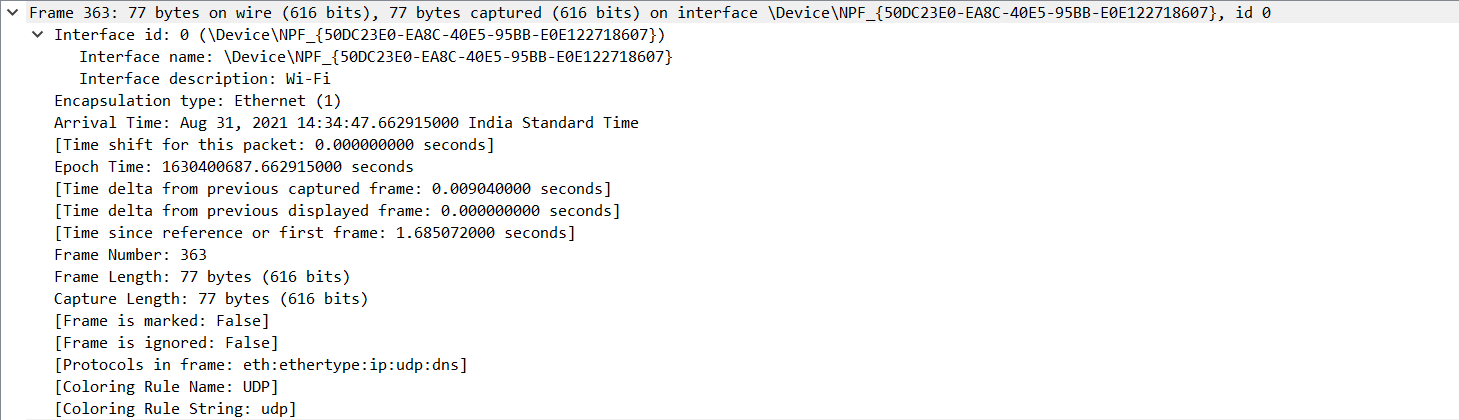 Frame 363: 77 bytes on wire (616 bits), 77 bytes captured (616 bits) on interface \Device\NPF_{50DC23E0-EA8C-40E5-95BB-E0E122718607}, id 0
Interface id: 0 (\Device\NPF_{50DC23E0-EA8C-40E5-95BB-E0E122718607})
Interface name: \Device\NPF_{50DC23E0-EA8C-40E5-95BB-E0E122718607}
Interface description: Wi-Fi
Encapsulation type: Ethernet (1)
Arrival Time: Aug 31, 2021 14:34:47.662915000 India Standard Time
[Time shift for this packet: 0.000000000 seconds]
Epoch Time: 1630400687.662915000 seconds
[Time delta from previous captured frame: 0.009040000 seconds]
[Time delta from previous displayed frame: 0.000000000 seconds]
[Time since reference or first frame: 1.685072000 seconds]
Frame Number: 363
Frame Length: 77 bytes (616 bits)
Capture Length: 77 bytes (616 bits)
[Frame is marked: False]
[Frame is ignored: False]
[Protocols in frame: eth:ethertype:ip:udp:dns]
[Coloring Rule Name: UDP]
[Coloring Rule String: udp]